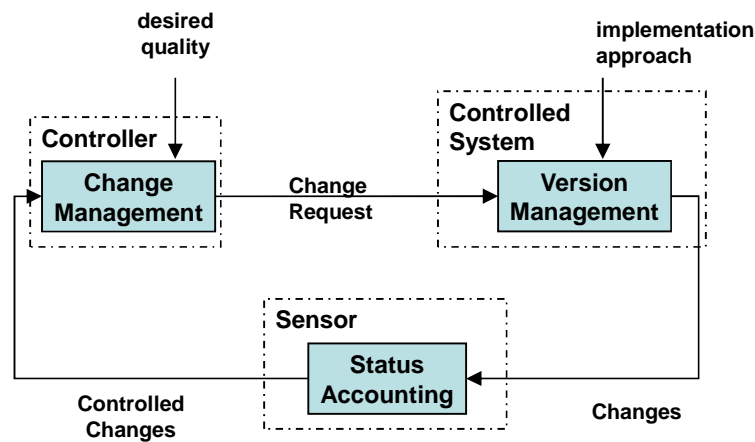 desired
quality
implementation
approach
Controller
Change
Management
Change
Request
Controlled
System
Version
Management
Sensor
Status
Accounting
Controlled
Changes
Changes